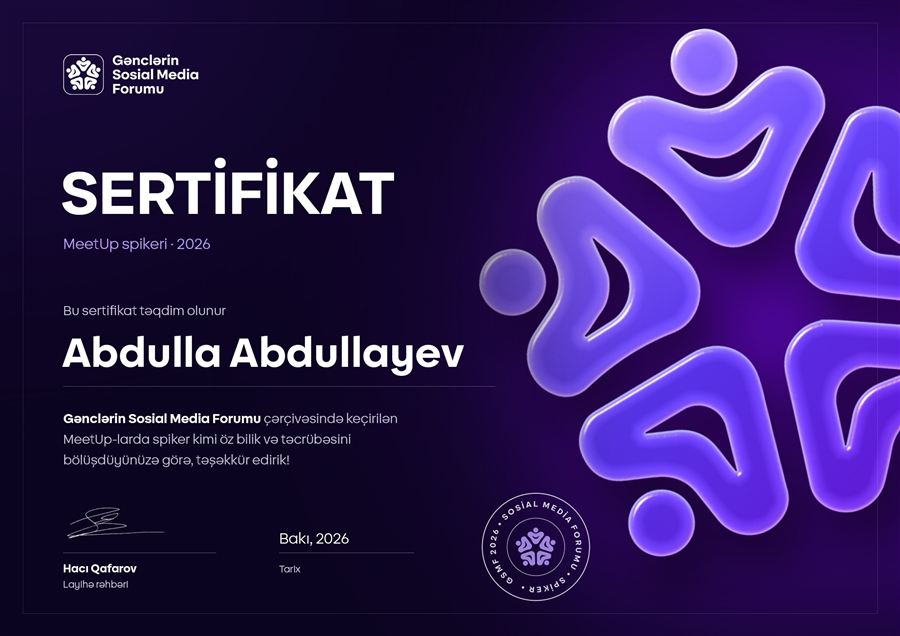 Gənclərin
Sosial Media
Forumu
SERTİFİKAT
MeetUp spikeri · 2026
Bu sertifikat təqdim olunur
Abdulla Abdullayev
Gənclərin Sosial Media Forumu çərçivəsində keçirilən
MeetUp-larda spiker kimi öz bilik və təcrübəsini
bölüşdüyünüzə görə, təşəkkür edirik!
Bakı, 2026
Hacı Qafarov
Tarix
Layihə rəhbəri
GSMF 2026 • SOSİAL MEDİA FORUMU • SPİKER •